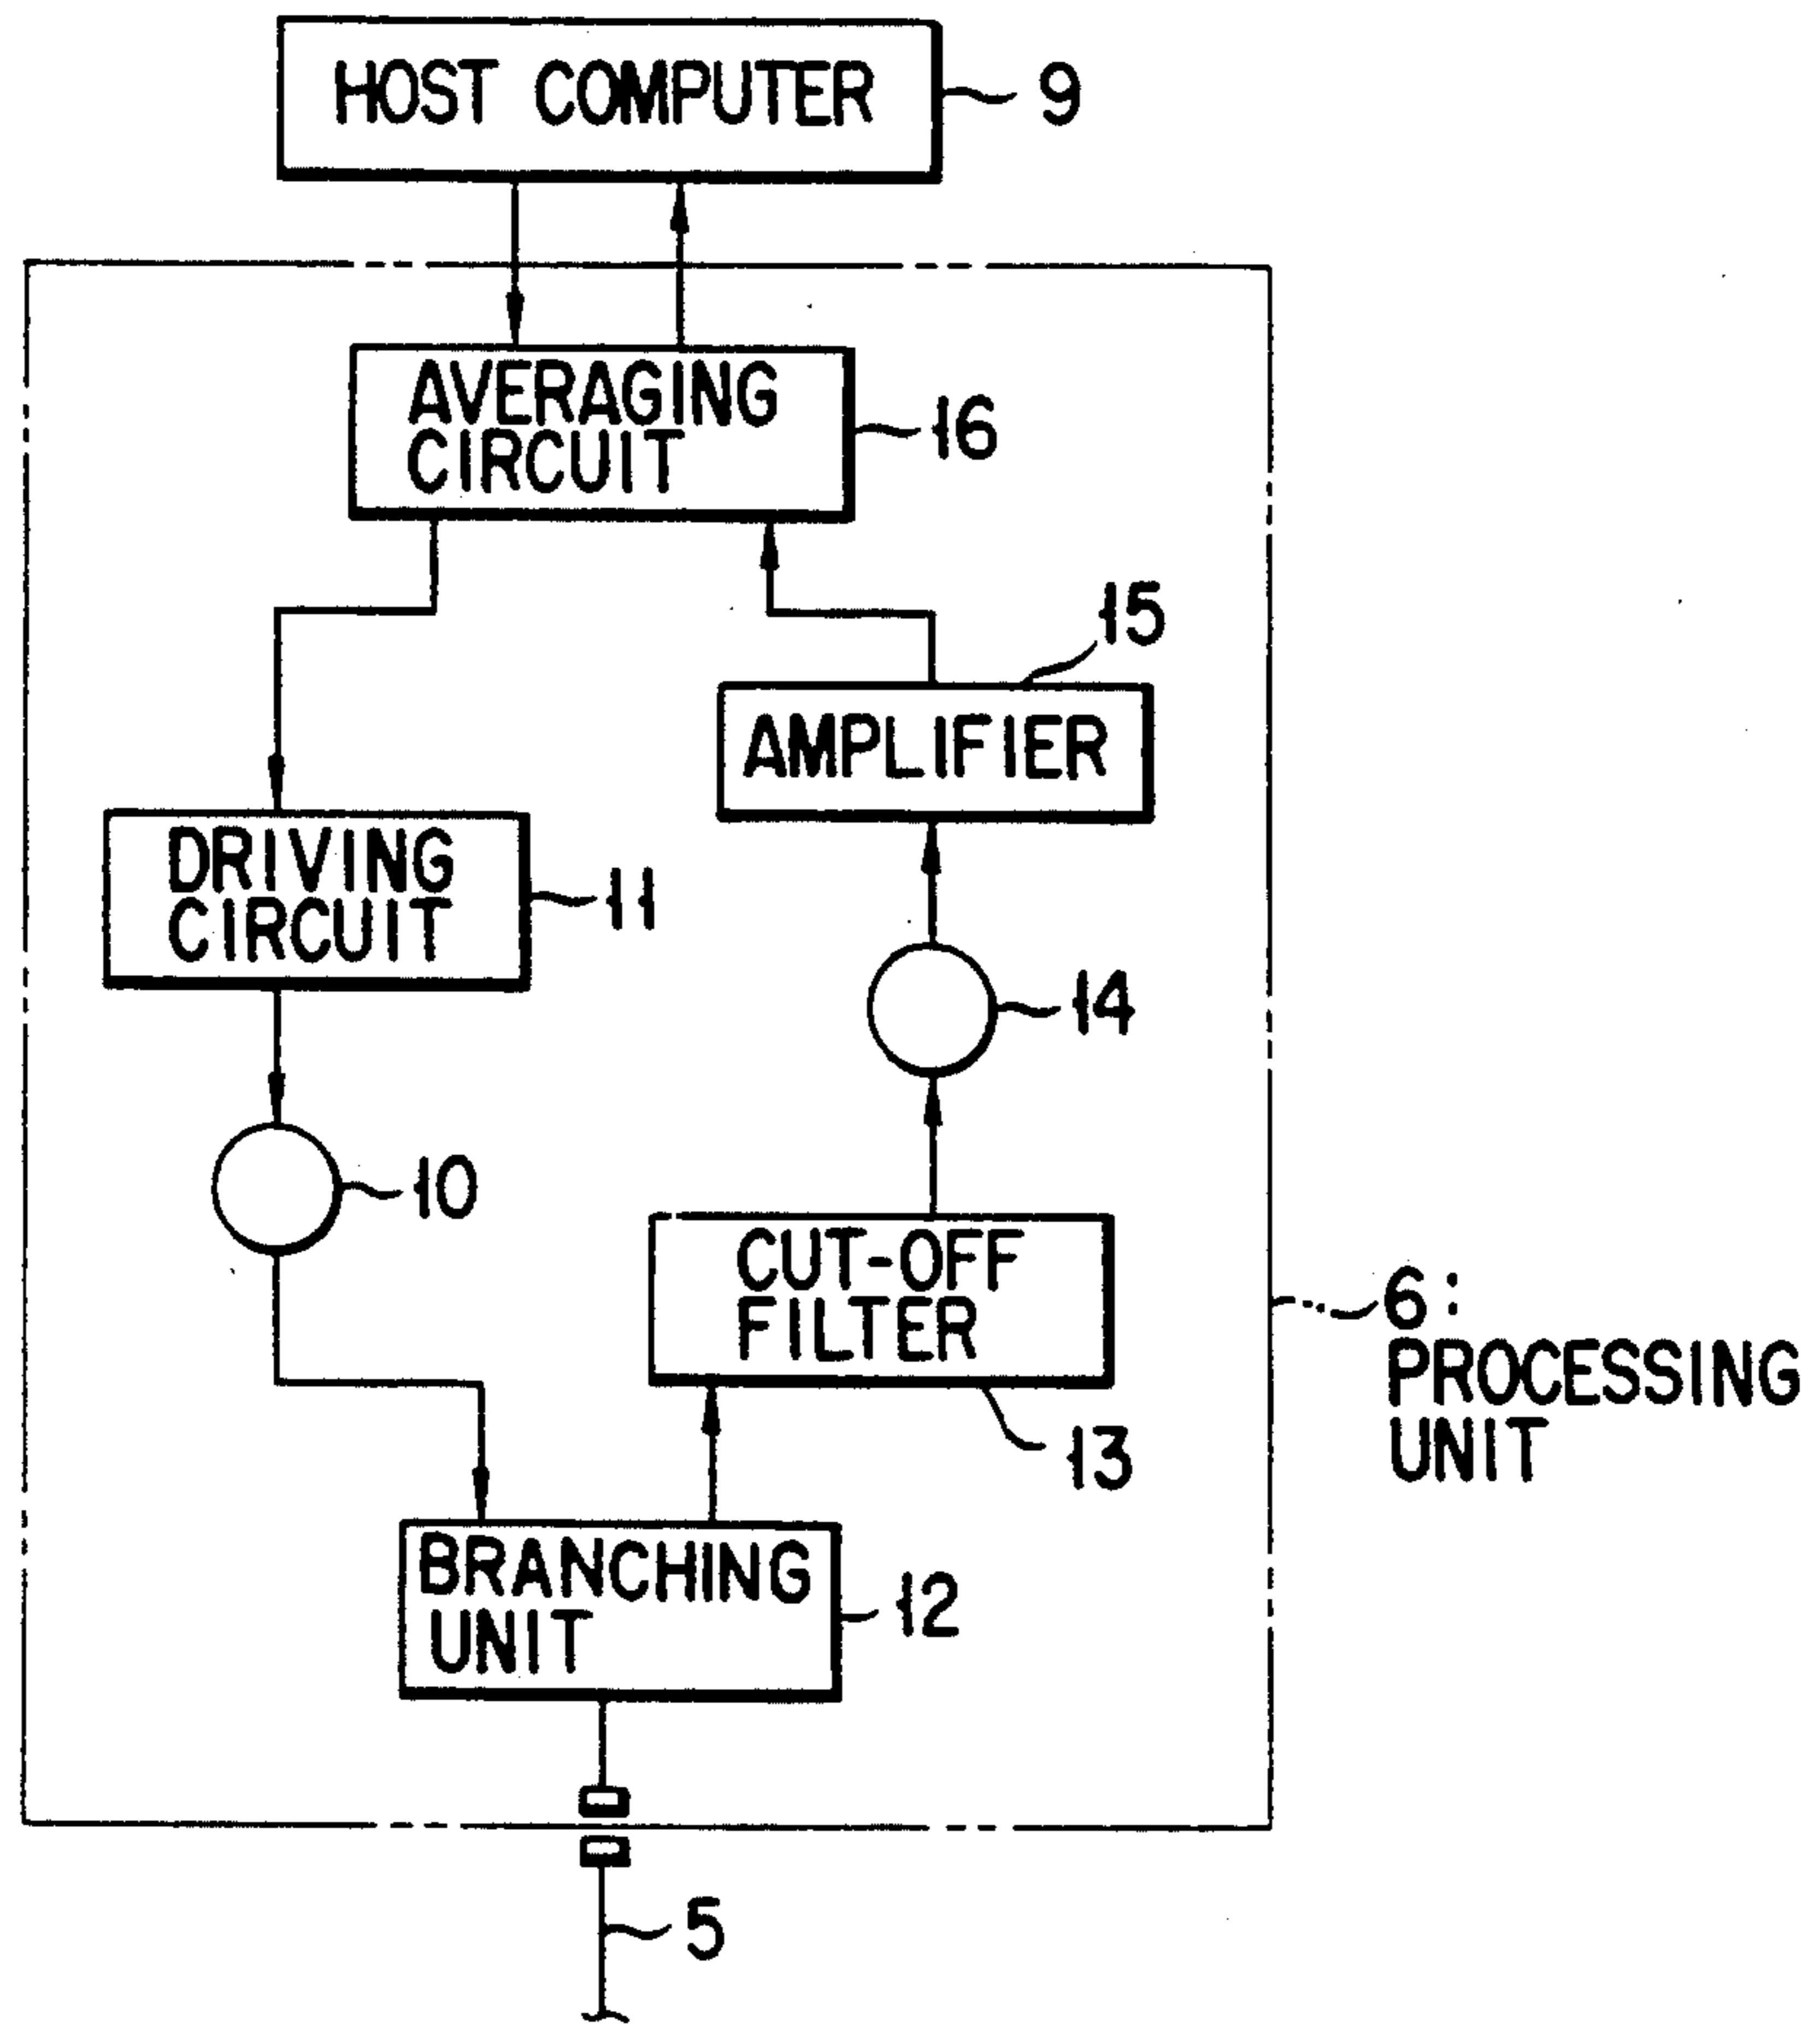 HOST COMPUTER
9
AVERAGING
CIRCUIT
16
15
AMPLIFIER
DRIVING
CIRCUIT
11
14
10
CUT-OFF
FILTER
6:
PROCESSING
UNIT
13
BRANCHING
UNIT
12
5